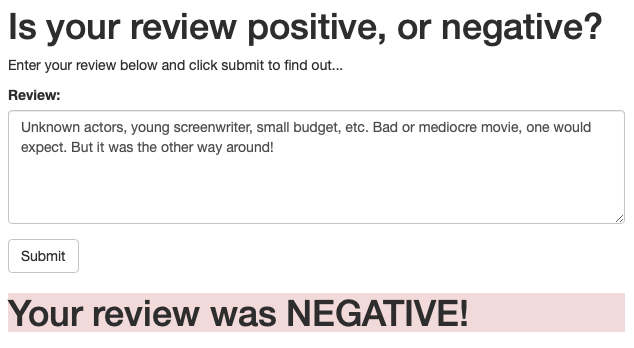 Is your review positive, or negative?
Enter your review below and click submit to find out...
Review:
Unknown actors, young screenwriter, small budget, etc. Bad or mediocre movie, one would
expect. But it was the other way around!
Submit
Your review was NEGATIVE!